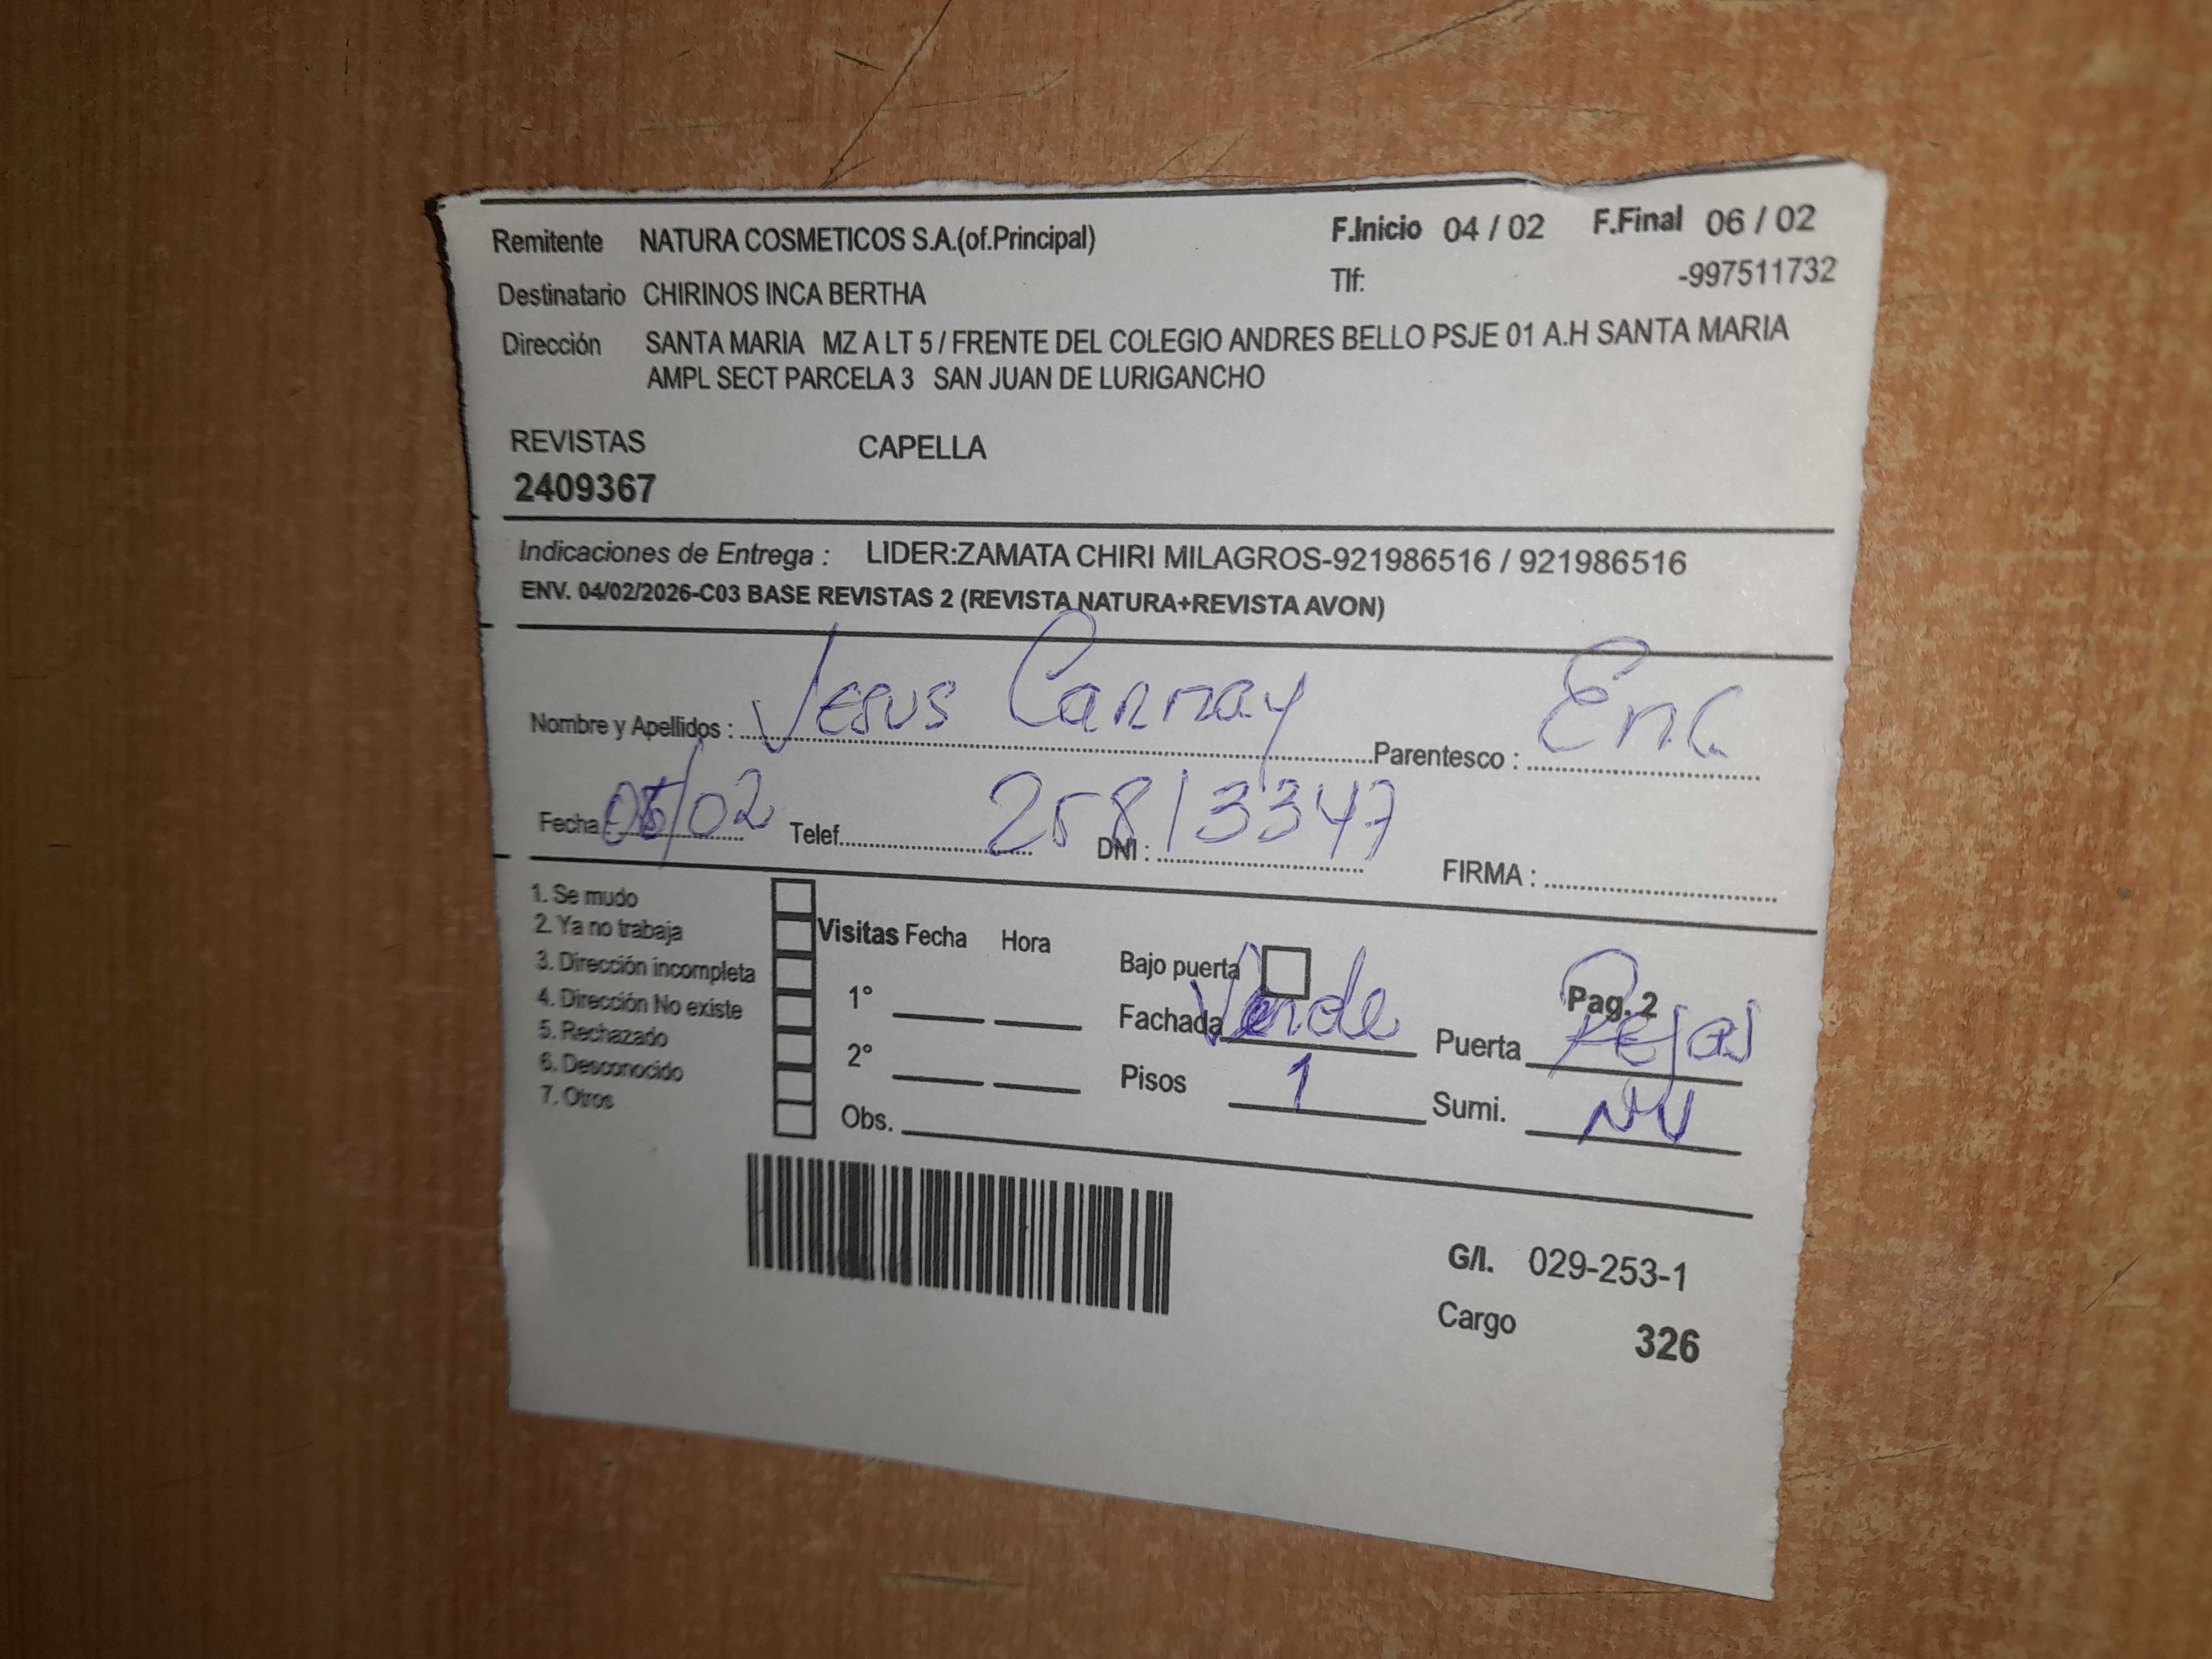 Remitente NATURA COSMETICOS S.A.(of.Principal) F.Inicio 04 / 02 F.Final 06 / 02
Destinatario CHIRINOS INCA BERTHA Tlf: -997511732
Dirección SANTA MARIA MZ A LT 5 / FRENTE DEL COLEGIO ANDRES BELLO PSJE 01 A.H SANTA MARIA
AMPL SECT PARCELA 3 SAN JUAN DE LURIGANCHO
REVISTAS CAPELLA
2409367
Indicaciones de Entrega : LIDER:ZAMATA CHIRI MILAGROS-921986516 / 921986516
ENV. 04/02/2026-C03 BASE REVISTAS 2 (REVISTA NATURA+REVISTA AVON)
Nombre y Apellidos : Jesus Parentesco : Enc.
Fecha : 05/02 Telef. DNI : 25813347 FIRMA :
1. Se mudo
2. Ya no trabaja
3. Dirección incompleta
4. Dirección No existe
5. Rechazado
6. Desconocido
7. Otros
Visitas Fecha Hora
1°
2°
Obs.
Bajo puerta Pag. 2
Fachada Verde Puerta Rejas
Pisos 1 Sumi. NV
G/I. 029-253-1
Cargo 326